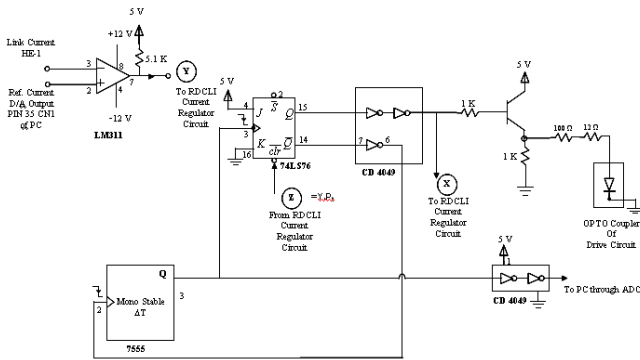 5 V
+12 V
Link Current
HE-1
5.1 K
3
8
2
4
7
Y
Ref. Current
D/A Output
PIN 35 CN1
of PC
-12 V
LM311
To RDCLI
Current
Regulator
Circuit
5 V
2
4
J
S
Q
15
3
K
Q
14
16
clr
74LS76
Z
From RDCLI
Current
Regulator
Circuit
7
6
CD 4049
1 K
5 V
1 K
100 Ω
12 Ω
X
To RDCLI
Current
Regulator
Circuit
OPTO Coupler
Of
Drive Circuit
5 V
1
CD 4049
To PC through ADC
Q
Mono Stable
ΔT
2
3
7555